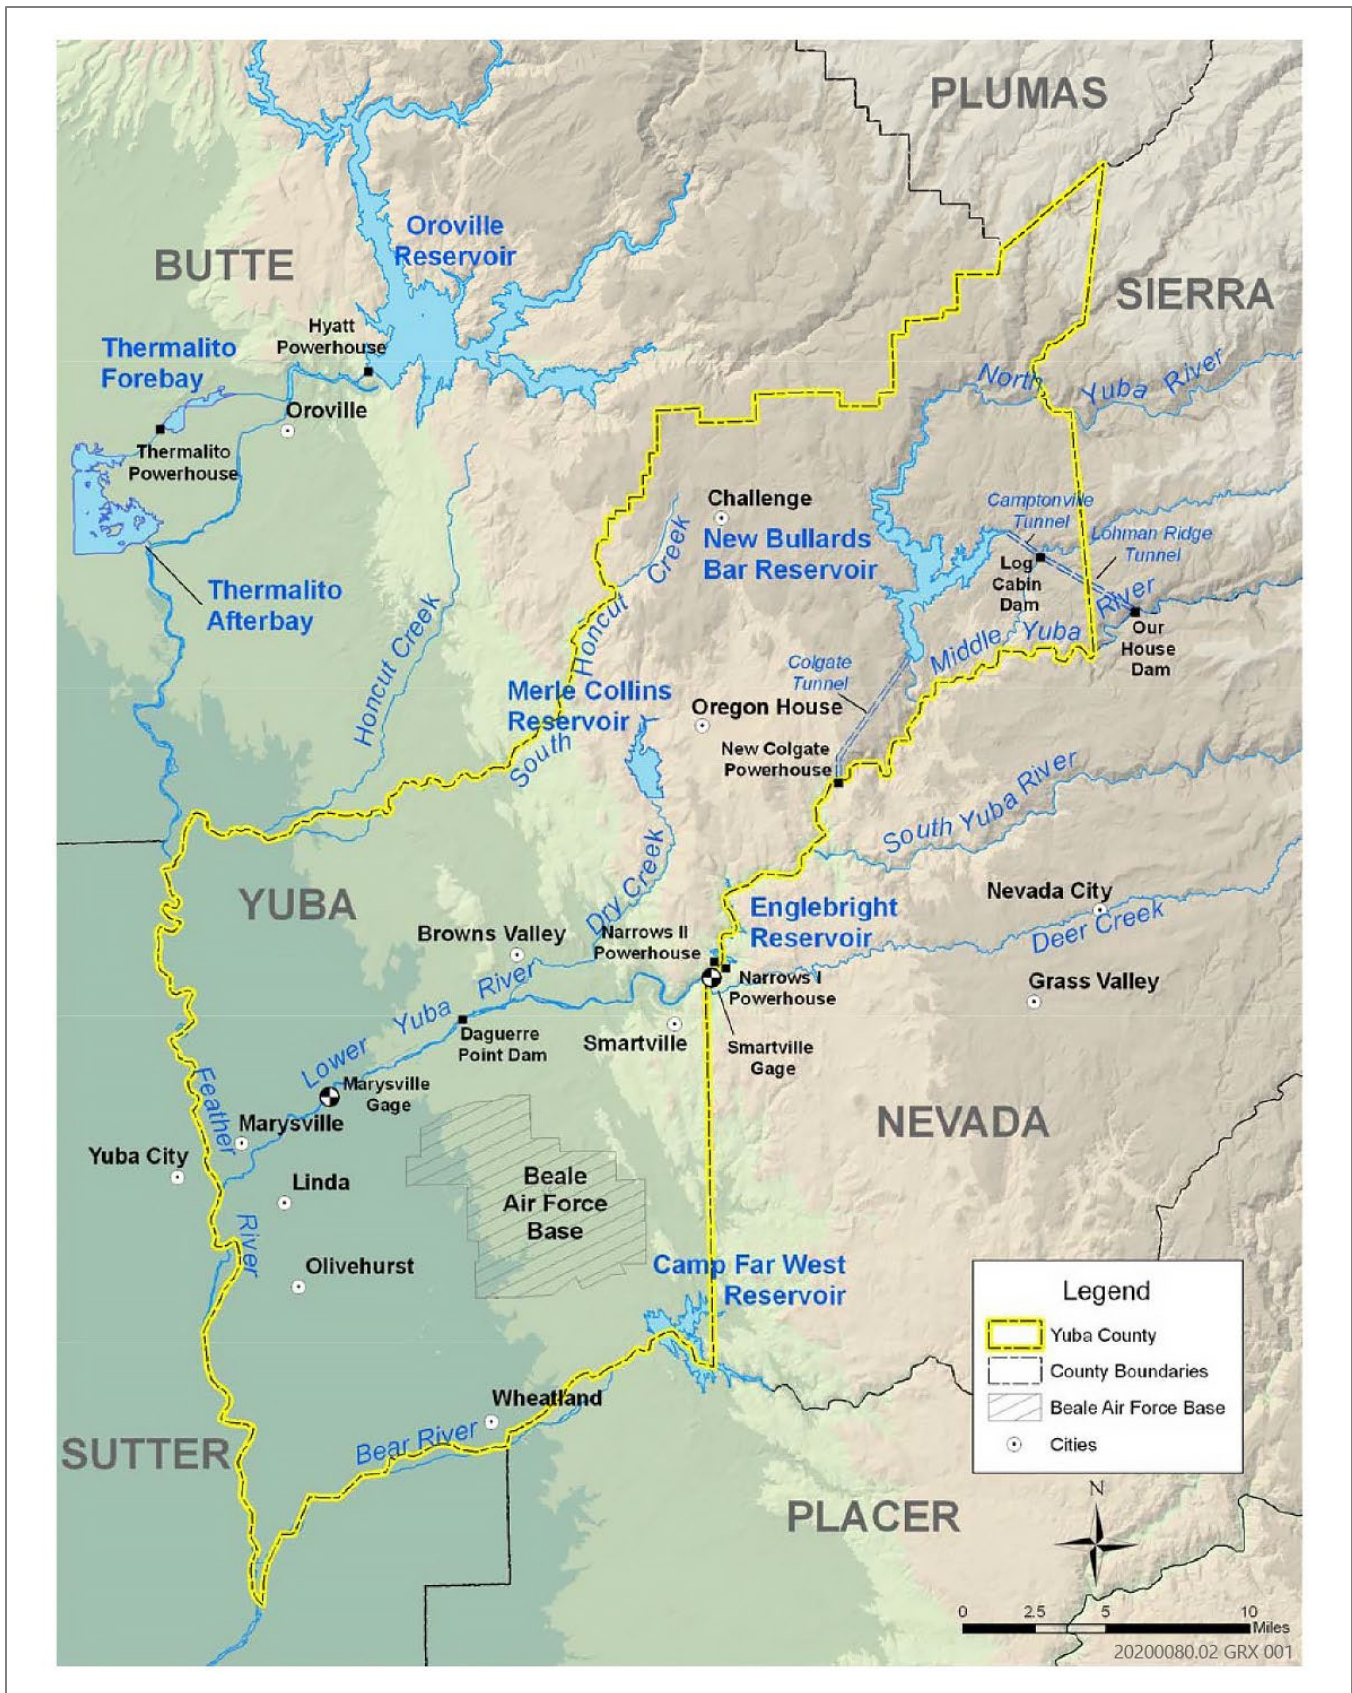 PLUMAS
Oroville
Reservoir
BUTTE
SIERRA
Hyatt
Powerhouse
Thermalito
Forebay
North Yuba River
Oroville
Thermalito
Powerhouse
Challenge
Camptonville
Tunnel
New Bullards
Bar Reservoir
Lohman Ridge
Tunnel
Log
Cabin
Dam
Thermalito
Afterbay
Honcut Creek
South Honcut Creek
Middle Yuba River
Our
House
Dam
Colgate
Tunnel
Merle Collins
Reservoir
Oregon House
New Colgate
Powerhouse
South Yuba River
YUBA
Dry Creek
Nevada City
Englebright
Reservoir
Deer Creek
Browns Valley
Narrows II
Powerhouse
Narrows I
Powerhouse
Grass Valley
Lower Yuba River
Daguerre
Point Dam
Smartville
Smartville
Gage
Marysville
Gage
Feather River
Marysville
NEVADA
Yuba City
Linda
Beale
Air Force
Base
Olivehurst
Camp Far West
Reservoir
Wheatland
Bear River
SUTTER
PLACER
Legend
Yuba County
County Boundaries
Beale Air Force Base
Cities
N
0 2.5 5 10
Miles
20200080.02 GRX 001